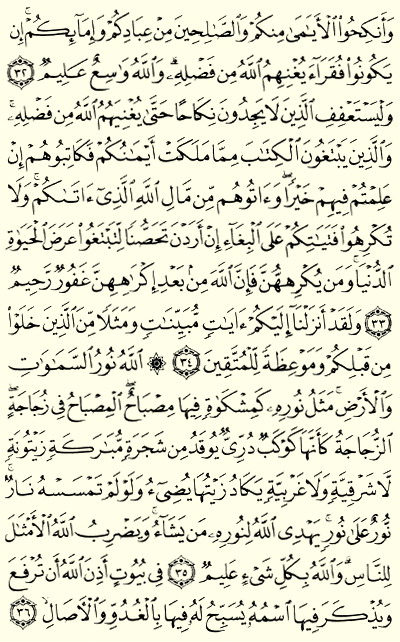 وَأَنكِحُوا۟ ٱلْأَيَـٰمَىٰ مِنكُمْ وَٱلصَّـٰلِحِينَ مِنْ عِبَادِكُمْ وَإِمَآئِكُمْ ۚ إِن
يَكُونُوا۟ فُقَرَآءَ يُغْنِهِمُ ٱللَّهُ مِن فَضْلِهِۦ ۗ وَٱللَّهُ وَٰسِعٌ عَلِيمٌ ٣٢
وَلْيَسْتَعْفِفِ ٱلَّذِينَ لَا يَجِدُونَ نِكَاحًا حَتَّىٰ يُغْنِيَهُمُ ٱللَّهُ مِن فَضْلِهِۦ ۗ
وَٱلَّذِينَ يَبْتَغُونَ ٱلْكِتَـٰبَ مِمَّا مَلَكَتْ أَيْمَـٰنُكُمْ فَكَاتِبُوهُمْ إِنْ
عَلِمْتُمْ فِيهِمْ خَيْرًا ۖ وَءَاتُوهُم مِّن مَّالِ ٱللَّهِ ٱلَّذِىٓ ءَاتَىٰكُمْ ۚ وَلَا
تُكْرِهُوا۟ فَتَيَـٰتِكُمْ عَلَى ٱلْبِغَآءِ إِنْ أَرَدْنَ تَحَصُّنًا لِّتَبْتَغُوا۟ عَرَضَ ٱلْحَيَوٰةِ
ٱلدُّنْيَا ۚ وَمَن يُكْرِههُّنَّ فَإِنَّ ٱللَّهَ مِنۢ بَعْدِ إِكْرَٰهِهِنَّ غَفُورٌ رَّحِيمٌ
٣٣ وَلَقَدْ أَنزَلْنَآ إِلَيْكُمْ ءَايَـٰتٍ مُّبَيِّنَـٰتٍ وَمَثَلًا مِّنَ ٱلَّذِينَ خَلَوْا۟
مِن قَبْلِكُمْ وَمَوْعِظَةً لِّلْمُتَّقِينَ ٣٤ ۞ ٱللَّهُ نُورُ ٱلسَّمَـٰوَٰتِ
وَٱلْأَرْضِ ۚ مَثَلُ نُورِهِۦ كَمِشْكَوٰةٍ فِيهَا مِصْبَاحٌ ۖ ٱلْمِصْبَاحُ فِى زُجَاجَةٍ ۖ
ٱلزُّجَاجَةُ كَأَنَّهَا كَوْكَبٌ دُرِّىٌّ يُوقَدُ مِن شَجَرَةٍ مُّبَـٰرَكَةٍ زَيْتُونَةٍ
لَّا شَرْقِيَّةٍ وَلَا غَرْبِيَّةٍ يَكَادُ زَيْتُهَا يُضِىٓءُ وَلَوْ لَمْ تَمْسَسْهُ نَارٌ ۚ
نُّورٌ عَلَىٰ نُورٍ ۗ يَهْدِى ٱللَّهُ لِنُورِهِۦ مَن يَشَآءُ ۚ وَيَضْرِبُ ٱللَّهُ ٱلْأَمْثَـٰلَ
لِلنَّاسِ ۗ وَٱللَّهُ بِكُلِّ شَىْءٍ عَلِيمٌ ٣٥ فِى بُيُوتٍ أَذِنَ ٱللَّهُ أَن تُرْفَعَ
وَيُذْكَرَ فِيهَا ٱسْمُهُۥ يُسَبِّحُ لَهُۥ فِيهَا بِٱلْغُدُوِّ وَٱلْـَٔاصَالِ ٣٦